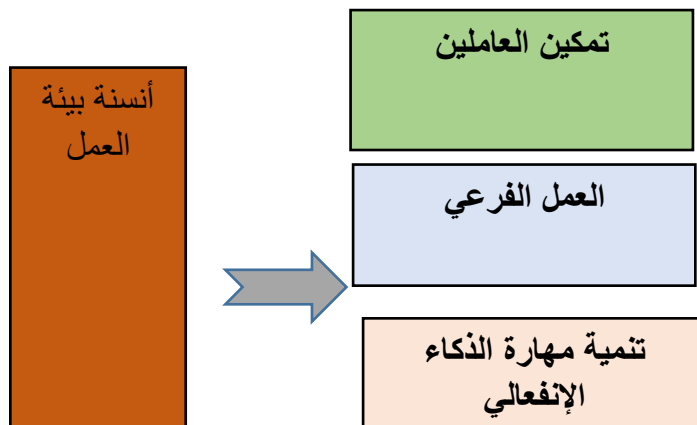 أنسنة بيئة
العمل
تمكين العاملين
العمل الفرعي
تنمية مهارة الذكاء
الإنفعالي